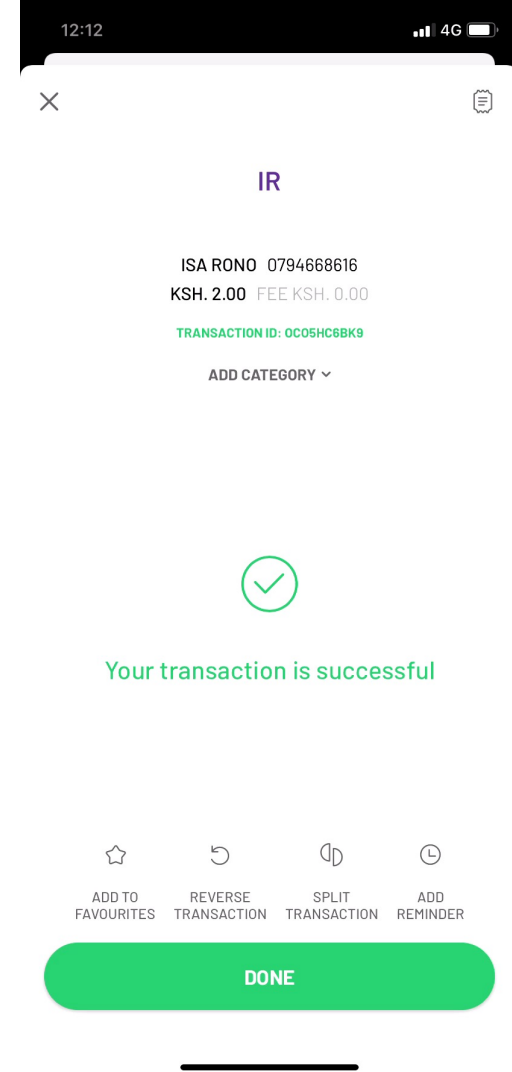 12:12
4G
IR
ISA RONO 0794668616
KSH. 2.00 FEE KSH. 0.00
TRANSACTION ID: OCO5HC6BK9
ADD CATEGORY
Your transaction is successful
ADD TO FAVOURITES
REVERSE TRANSACTION
SPLIT TRANSACTION
ADD REMINDER
DONE